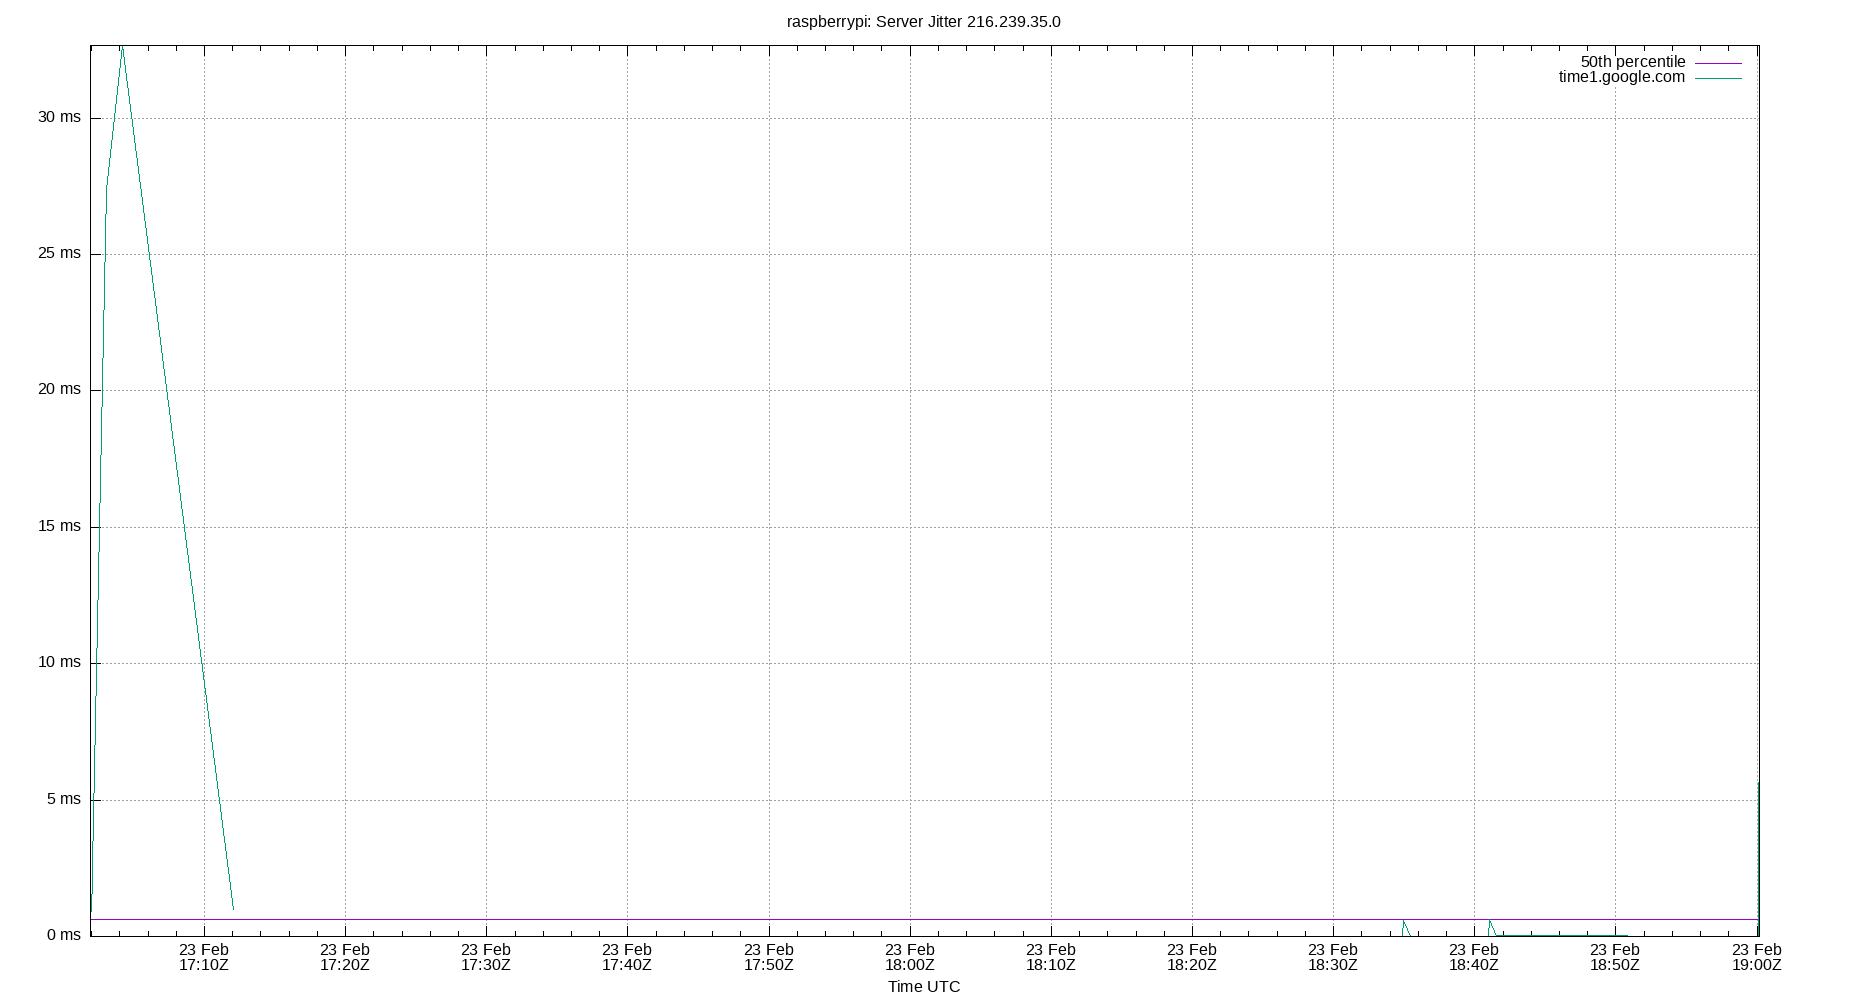 raspberrypi: Server Jitter 216.239.35.0
50th percentile
time1.google.com
30 ms
25 ms
20 ms
15 ms
10 ms
5 ms
0 ms
23 Feb 23 Feb 23 Feb 23 Feb 23 Feb 23 Feb 23 Feb 23 Feb 23 Feb 23 Feb 23 Feb 23 Feb
17:10Z 17:20Z 17:30Z 17:40Z 17:50Z 18:00Z 18:10Z 18:20Z 18:30Z 18:40Z 18:50Z 19:00Z
Time UTC